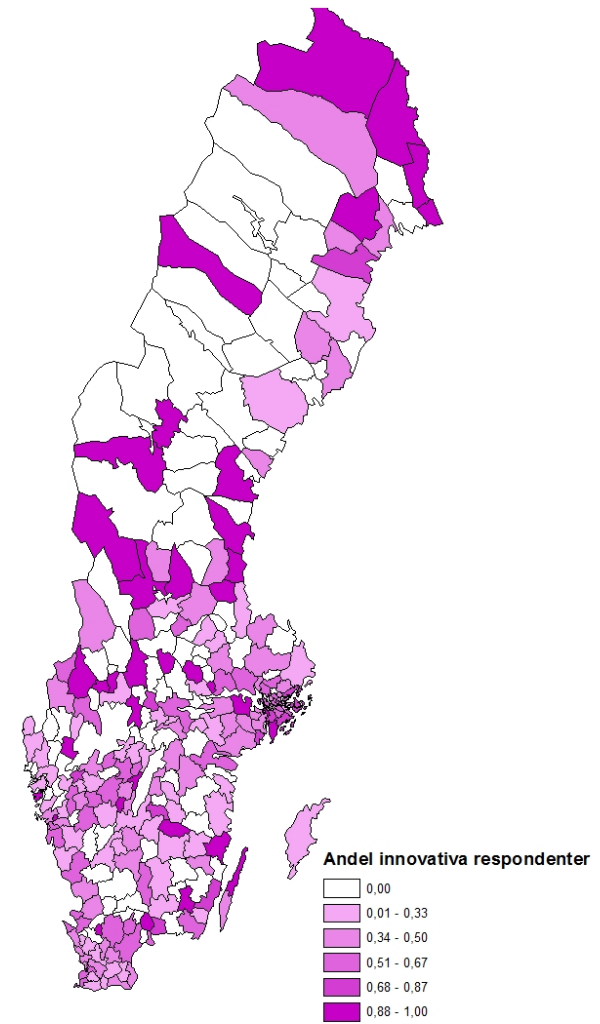 Andel innovativa respondenter
0,00
0,01 - 0,33
0,34 - 0,50
0,51 - 0,67
0,68 - 0,87
0,88 - 1,00